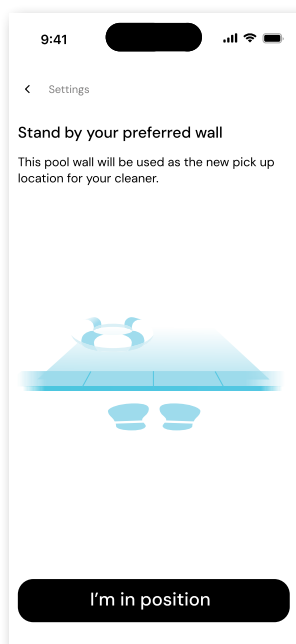 9:41
Settings
Stand by your preferred wall
This pool wall will be used as the new pick up
location for your cleaner.
I’m in position